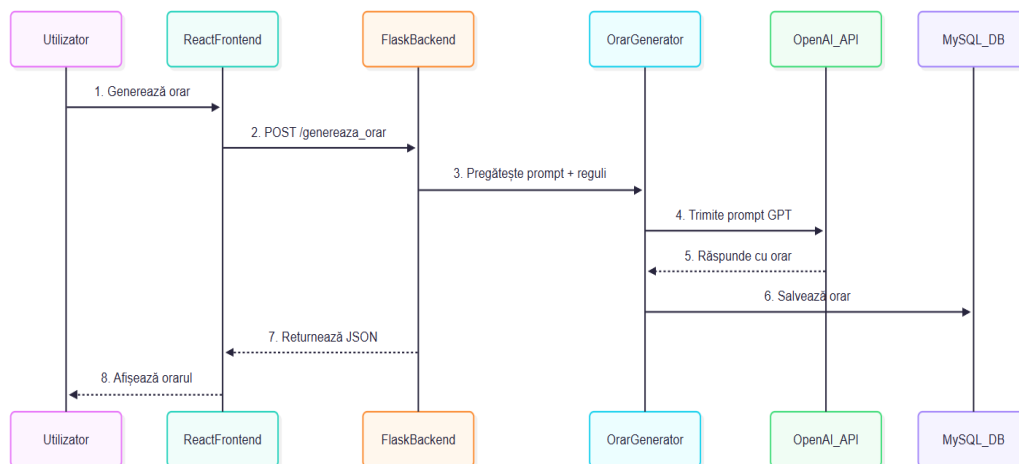 Utilizator
ReactFrontend
FlaskBackend
OrarGenerator
OpenAI_API
MySQL_DB
1. Generează orar
2. POST /genereaza_orar
3. Pregătește prompt + reguli
4. Trimite prompt GPT
5. Răspunde cu orar
6. Salvează orar
7. Returnează JSON
8. Afișează orarul
Utilizator
ReactFrontend
FlaskBackend
OrarGenerator
OpenAI_API
MySQL_DB